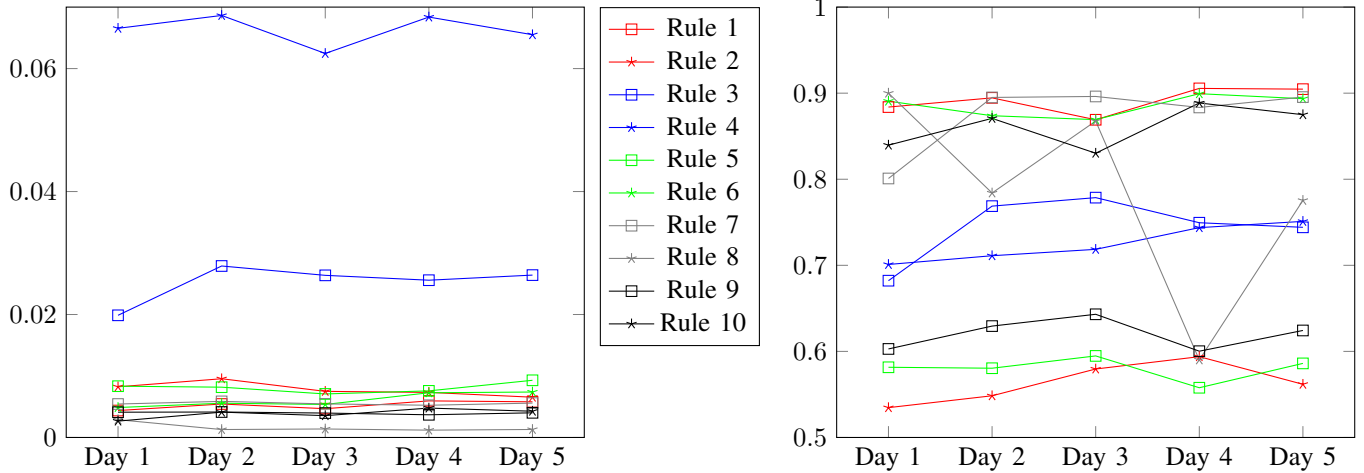 0.06
0.04
0.02
0
Day 1 Day 2 Day 3 Day 4 Day 5
Rule 1
Rule 2
Rule 3
Rule 4
Rule 5
Rule 6
Rule 7
Rule 8
Rule 9
Rule 10
1
0.9
0.8
0.7
0.6
0.5
Day 1 Day 2 Day 3 Day 4 Day 5